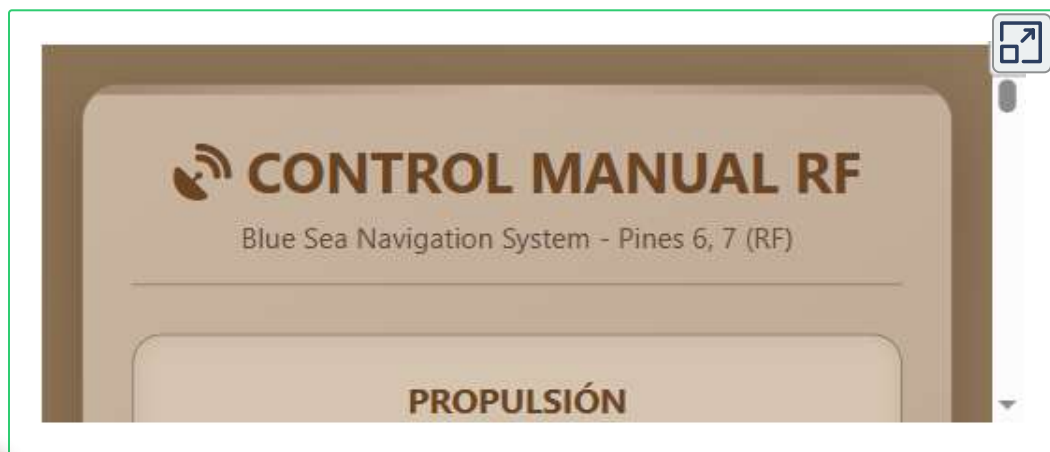 CONTROL MANUAL RF
Blue Sea Navigation System - Pines 6, 7 (RF)
PROPULSIÓN